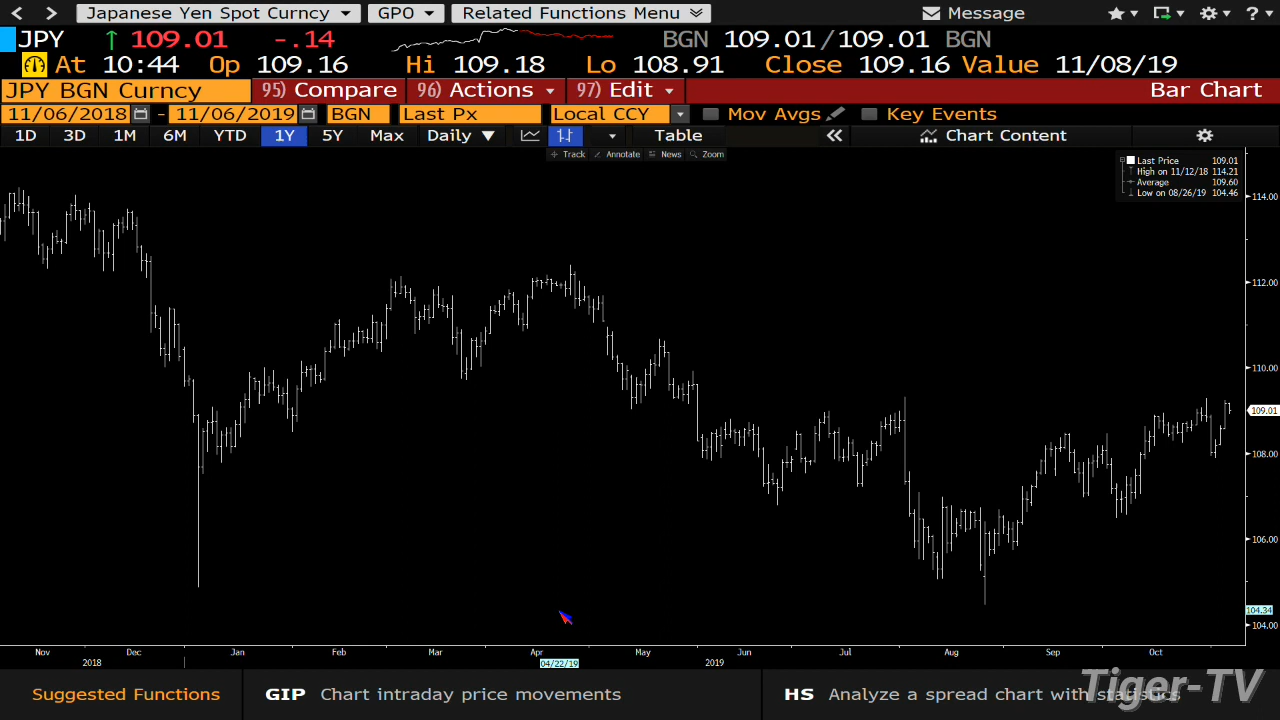 Japanese Yen Spot Curncy GPO Related Functions Menu Message ?
JPY ↑ 109.01 -.14 BGN 109.01/109.01 BGN
At 10:44 Op 109.16 Hi 109.18 Lo 108.91 Close 109.16 Value 11/08/19
JPY BGN Curncy 95) Compare 96) Actions 97) Edit Bar Chart
11/06/2018 - 11/06/2019 BGN Last Px Local CCY Mov Avgs Key Events
1D 3D 1M 6M YTD 1Y 5Y Max Daily ▼ Table « Chart Content
Track Annotate News Zoom
Last Price 109.01
High on 11/12/18 114.21
Average 109.60
Low on 08/26/19 104.46
114.00
112.00
110.00
109.01
108.00
106.00
104.34
104.00
Nov Dec Jan Feb Mar Apr May Jun Jul Aug Sep Oct
2018 04/22/19 2019
Suggested Functions GIP Chart intraday price movements HS Analyze a spread chart with statistics
Tiger-TV